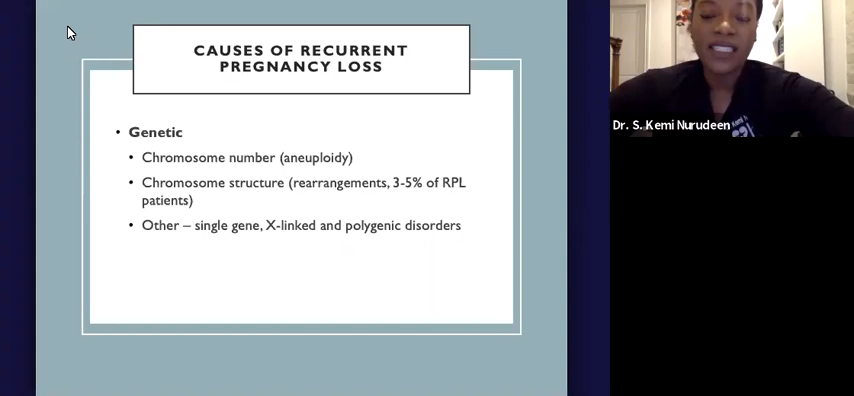 CAUSES OF RECURRENT
PREGNANCY LOSS
• Genetic
• Chromosome number (aneuploidy)
• Chromosome structure (rearrangements, 3-5% of RPL
patients)
• Other – single gene, X-linked and polygenic disorders
Dr. S. Kemi Nurudeen